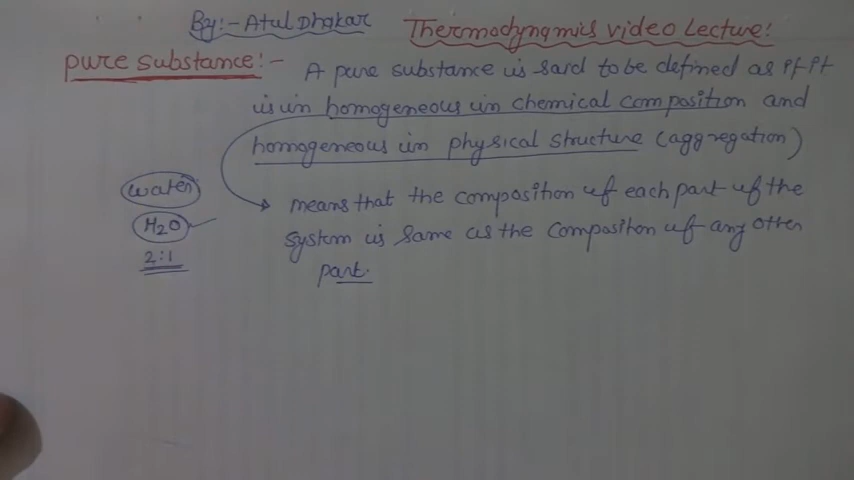 By:- Atul Dhakar Thermodynamics video Lecture:
pure substance:- A pure substance is said to be defined as if it
is in homogeneous in chemical composition and
homogeneous in physical structure (aggregation)
water means that the composition of each part of the
H2O system is same as the composition of any other
2:1 part.